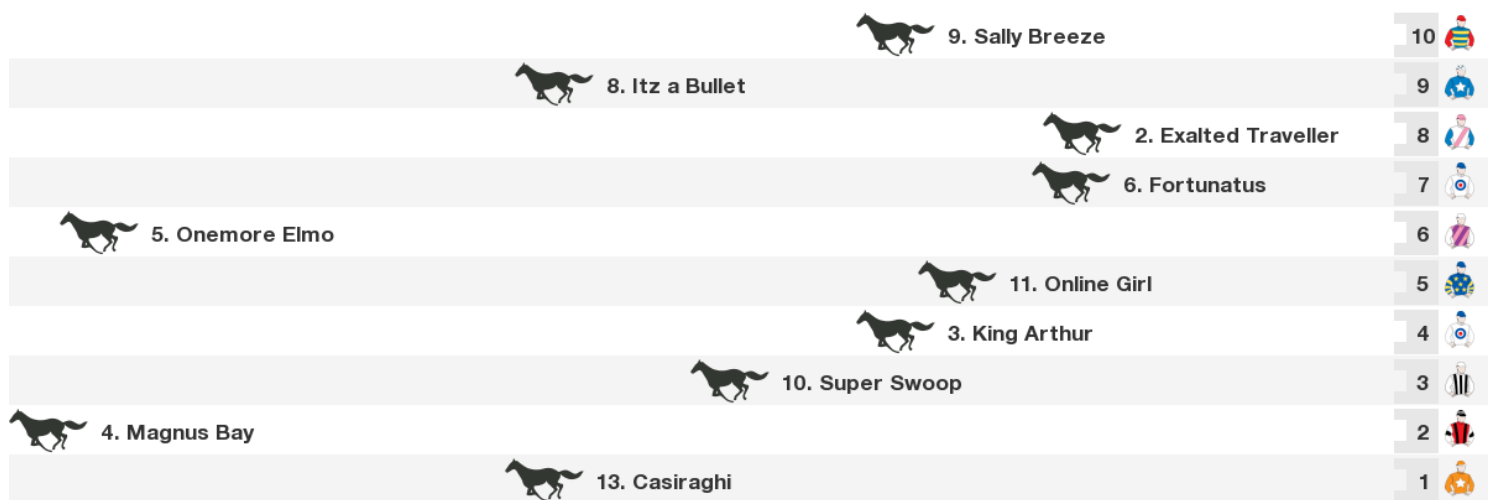 9. Sally Breeze 10
8. Itz a Bullet 9
2. Exalted Traveller 8
6. Fortunatus 7
5. Onemore Elmo 6
11. Online Girl 5
3. King Arthur 4
10. Super Swoop 3
4. Magnus Bay 2
13. Casiraghi 1